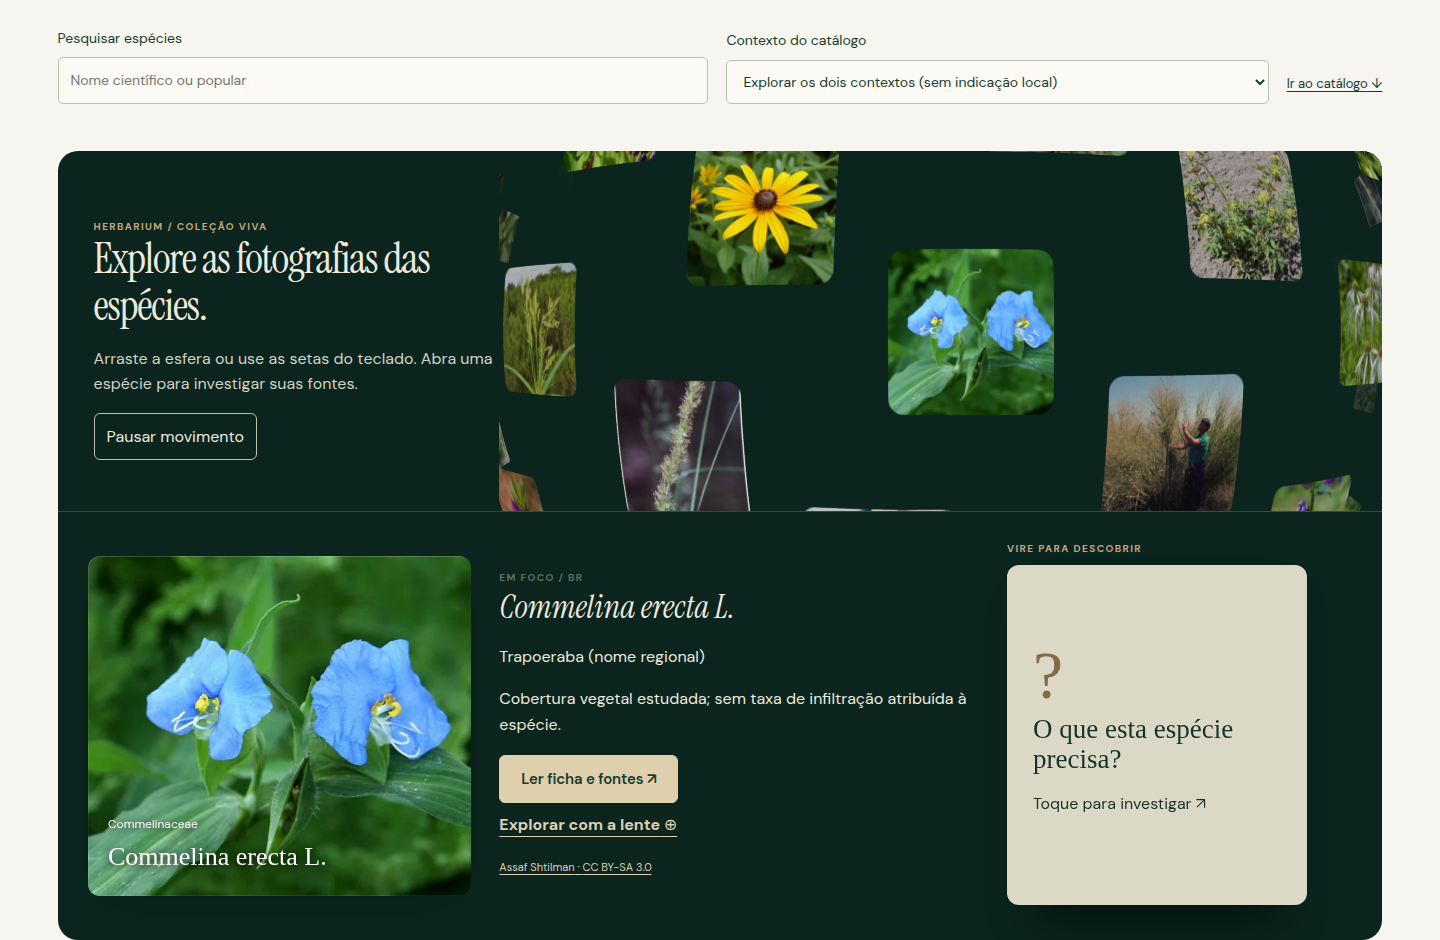 Pesquisar espécies
Nome científico ou popular
Contexto do catálogo
Explorar os dois contextos (sem indicação local)
Ir ao catálogo ↓
HERBARIUM / COLEÇÃO VIVA
Explore as fotografias das
espécies.
Arraste a esfera ou use as setas do teclado. Abra uma
espécie para investigar suas fontes.
Pausar movimento
Commelinaceae
Commelina erecta L.
EM FOCO / BR
Commelina erecta L.
Trapoeraba (nome regional)
Cobertura vegetal estudada; sem taxa de infiltração atribuída à
espécie.
Ler ficha e fontes ↗
Explorar com a lente ⊕
Assaf Shtilman · CC BY-SA 3.0
VIRE PARA DESCOBRIR
?
O que esta espécie
precisa?
Toque para investigar ↗